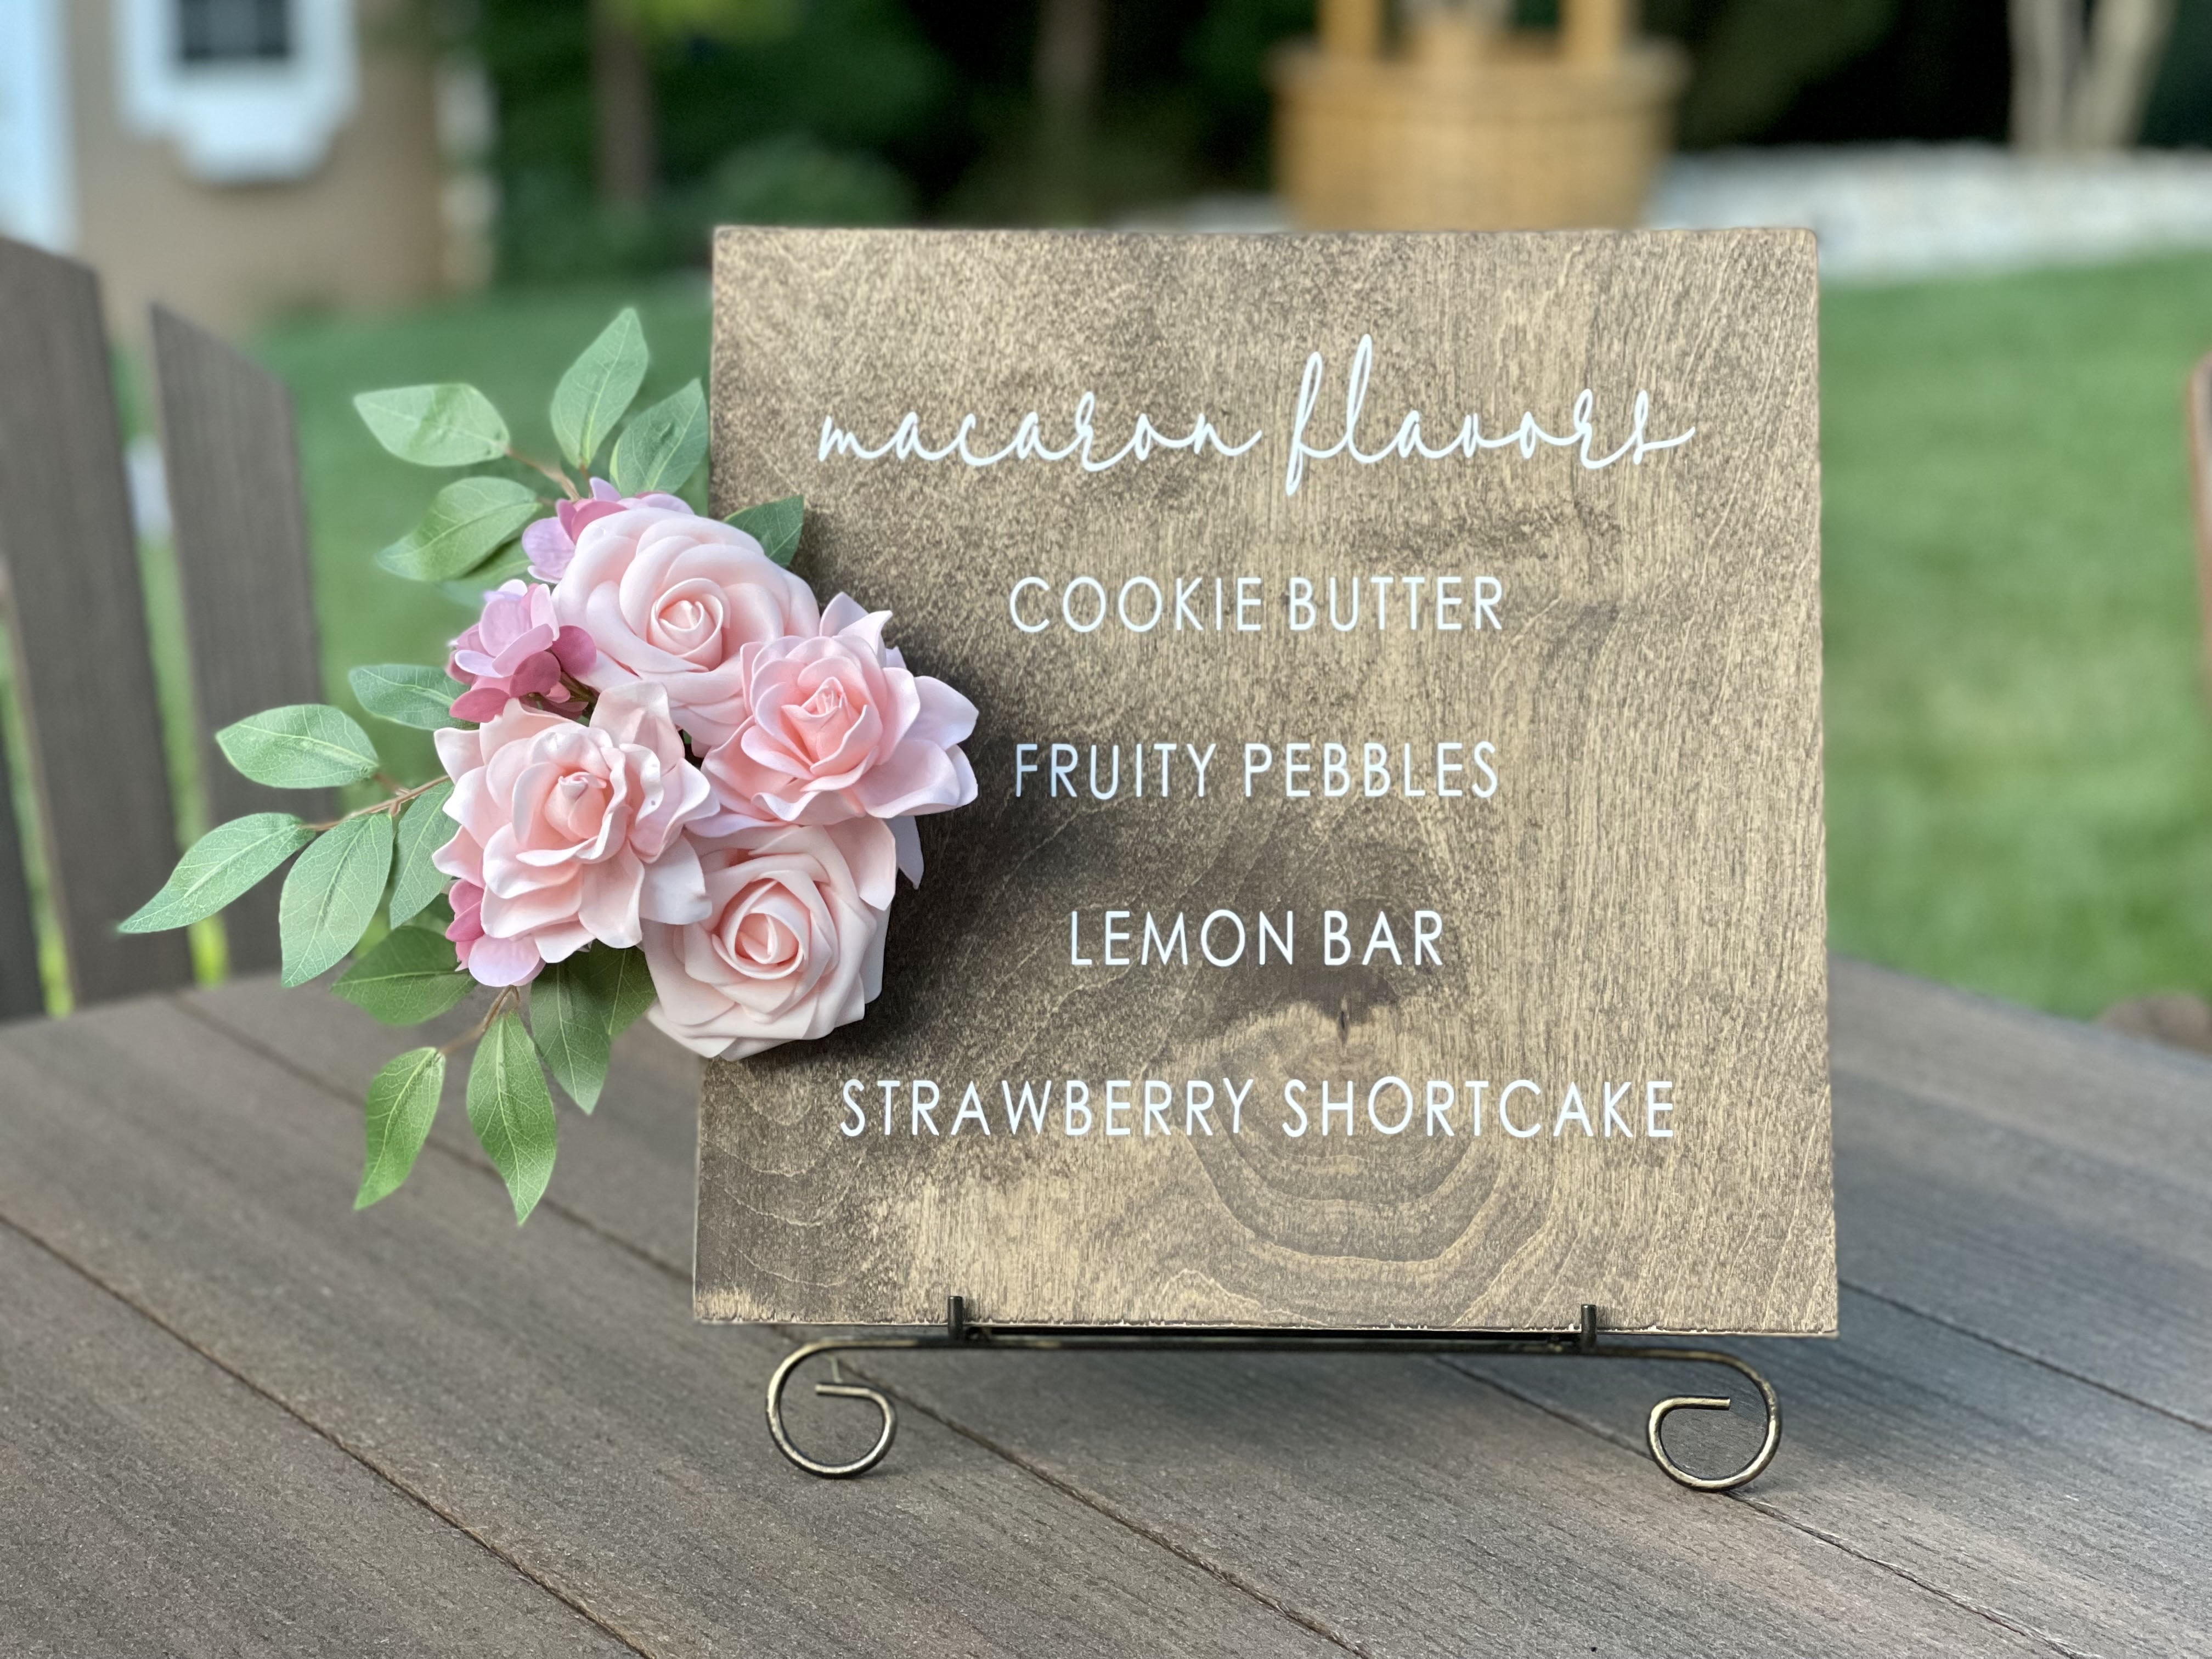 macaron flavors
COOKIE BUTTER
FRUITY PEBBLES
LEMON BAR
STRAWBERRY SHORTCAKE